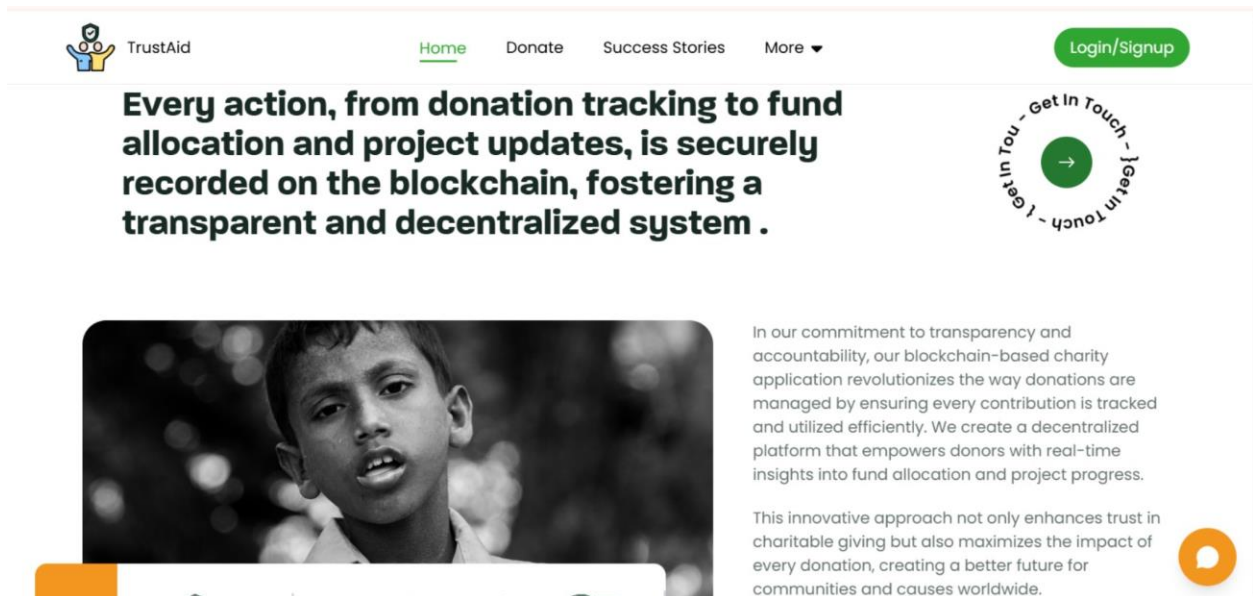 TrustAid
Home
Donate
Success Stories
More
Login/Signup
Every action, from donation tracking to fund
allocation and project updates, is securely
recorded on the blockchain, fostering a
transparent and decentralized system .
Get In Touch - }Get In Touch - { Get In Tou -
In our commitment to transparency and
accountability, our blockchain-based charity
application revolutionizes the way donations are
managed by ensuring every contribution is tracked
and utilized efficiently. We create a decentralized
platform that empowers donors with real-time
insights into fund allocation and project progress.
This innovative approach not only enhances trust in
charitable giving but also maximizes the impact of
every donation, creating a better future for
communities and causes worldwide.